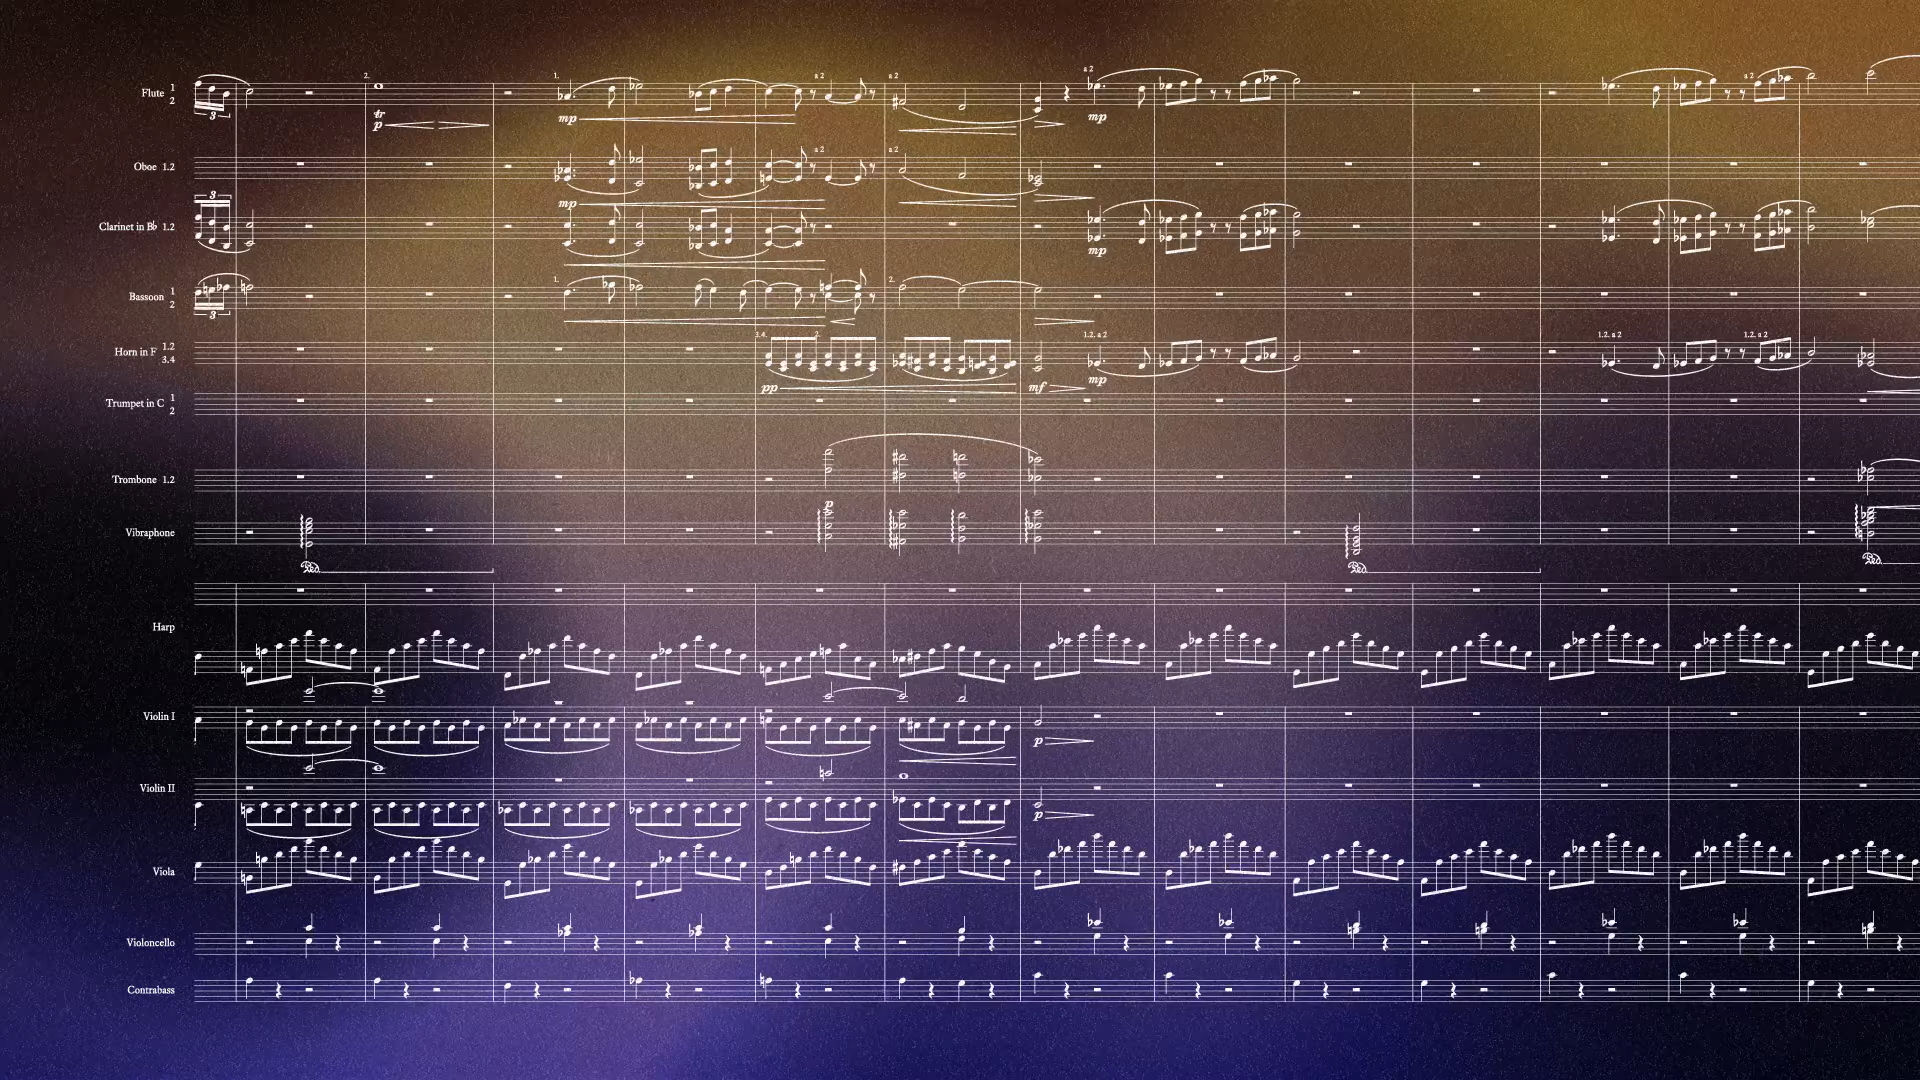 Flute 1 2
3
2.
tr
p
1.
mp
a 2
a 2
a 2
mp
a 2
Oboe 1.2
mp
a 2
a 2
3
Clarinet in B♭ 1.2
mp
Bassoon 1 2
3
1.
2.
Horn in F 1.2 3.4
3.4.
2.
pp
mf
1.2. a 2
mp
1.2. a 2
1.2. a 2
Trumpet in C 1 2
Trombone 1.2
p
Vibraphone
Harp
Violin I
p
Violin II
p
Viola
Violoncello
Contrabass